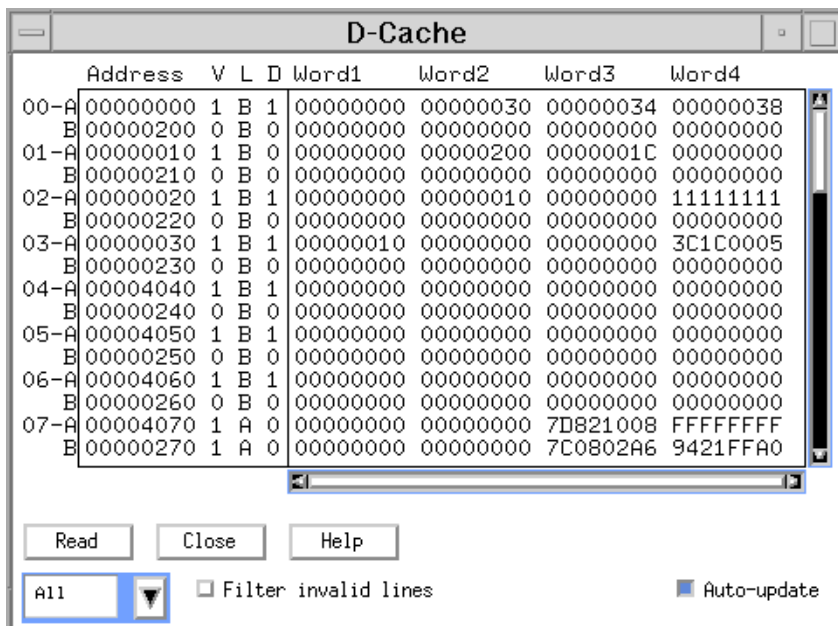 D-Cache
Address V L D Word1 Word2 Word3 Word4
00-A 00000000 1 B 1 00000000 00000030 00000034 00000038
B 00000200 0 B 0 00000000 00000000 00000000 00000000
01-A 00000010 1 B 0 00000000 00000200 0000001C 00000000
B 00000210 0 B 0 00000000 00000000 00000000 00000000
02-A 00000020 1 B 1 00000000 00000010 00000000 11111111
B 00000220 0 B 0 00000000 00000000 00000000 00000000
03-A 00000030 1 B 1 00000010 00000000 00000000 3C1C0005
B 00000230 0 B 0 00000000 00000000 00000000 00000000
04-A 00004040 1 B 1 00000000 00000000 00000000 00000000
B 00000240 0 B 0 00000000 00000000 00000000 00000000
05-A 00004050 1 B 1 00000000 00000000 00000000 00000000
B 00000250 0 B 0 00000000 00000000 00000000 00000000
06-A 00004060 1 B 1 00000000 00000000 00000000 00000000
B 00000260 0 B 0 00000000 00000000 00000000 00000000
07-A 00004070 1 A 0 00000000 00000000 7D821008 FFFFFFFF
B 00000270 1 A 0 00000000 00000000 7C0802A6 9421FFA0
Read Close Help
All Filter invalid lines Auto-update